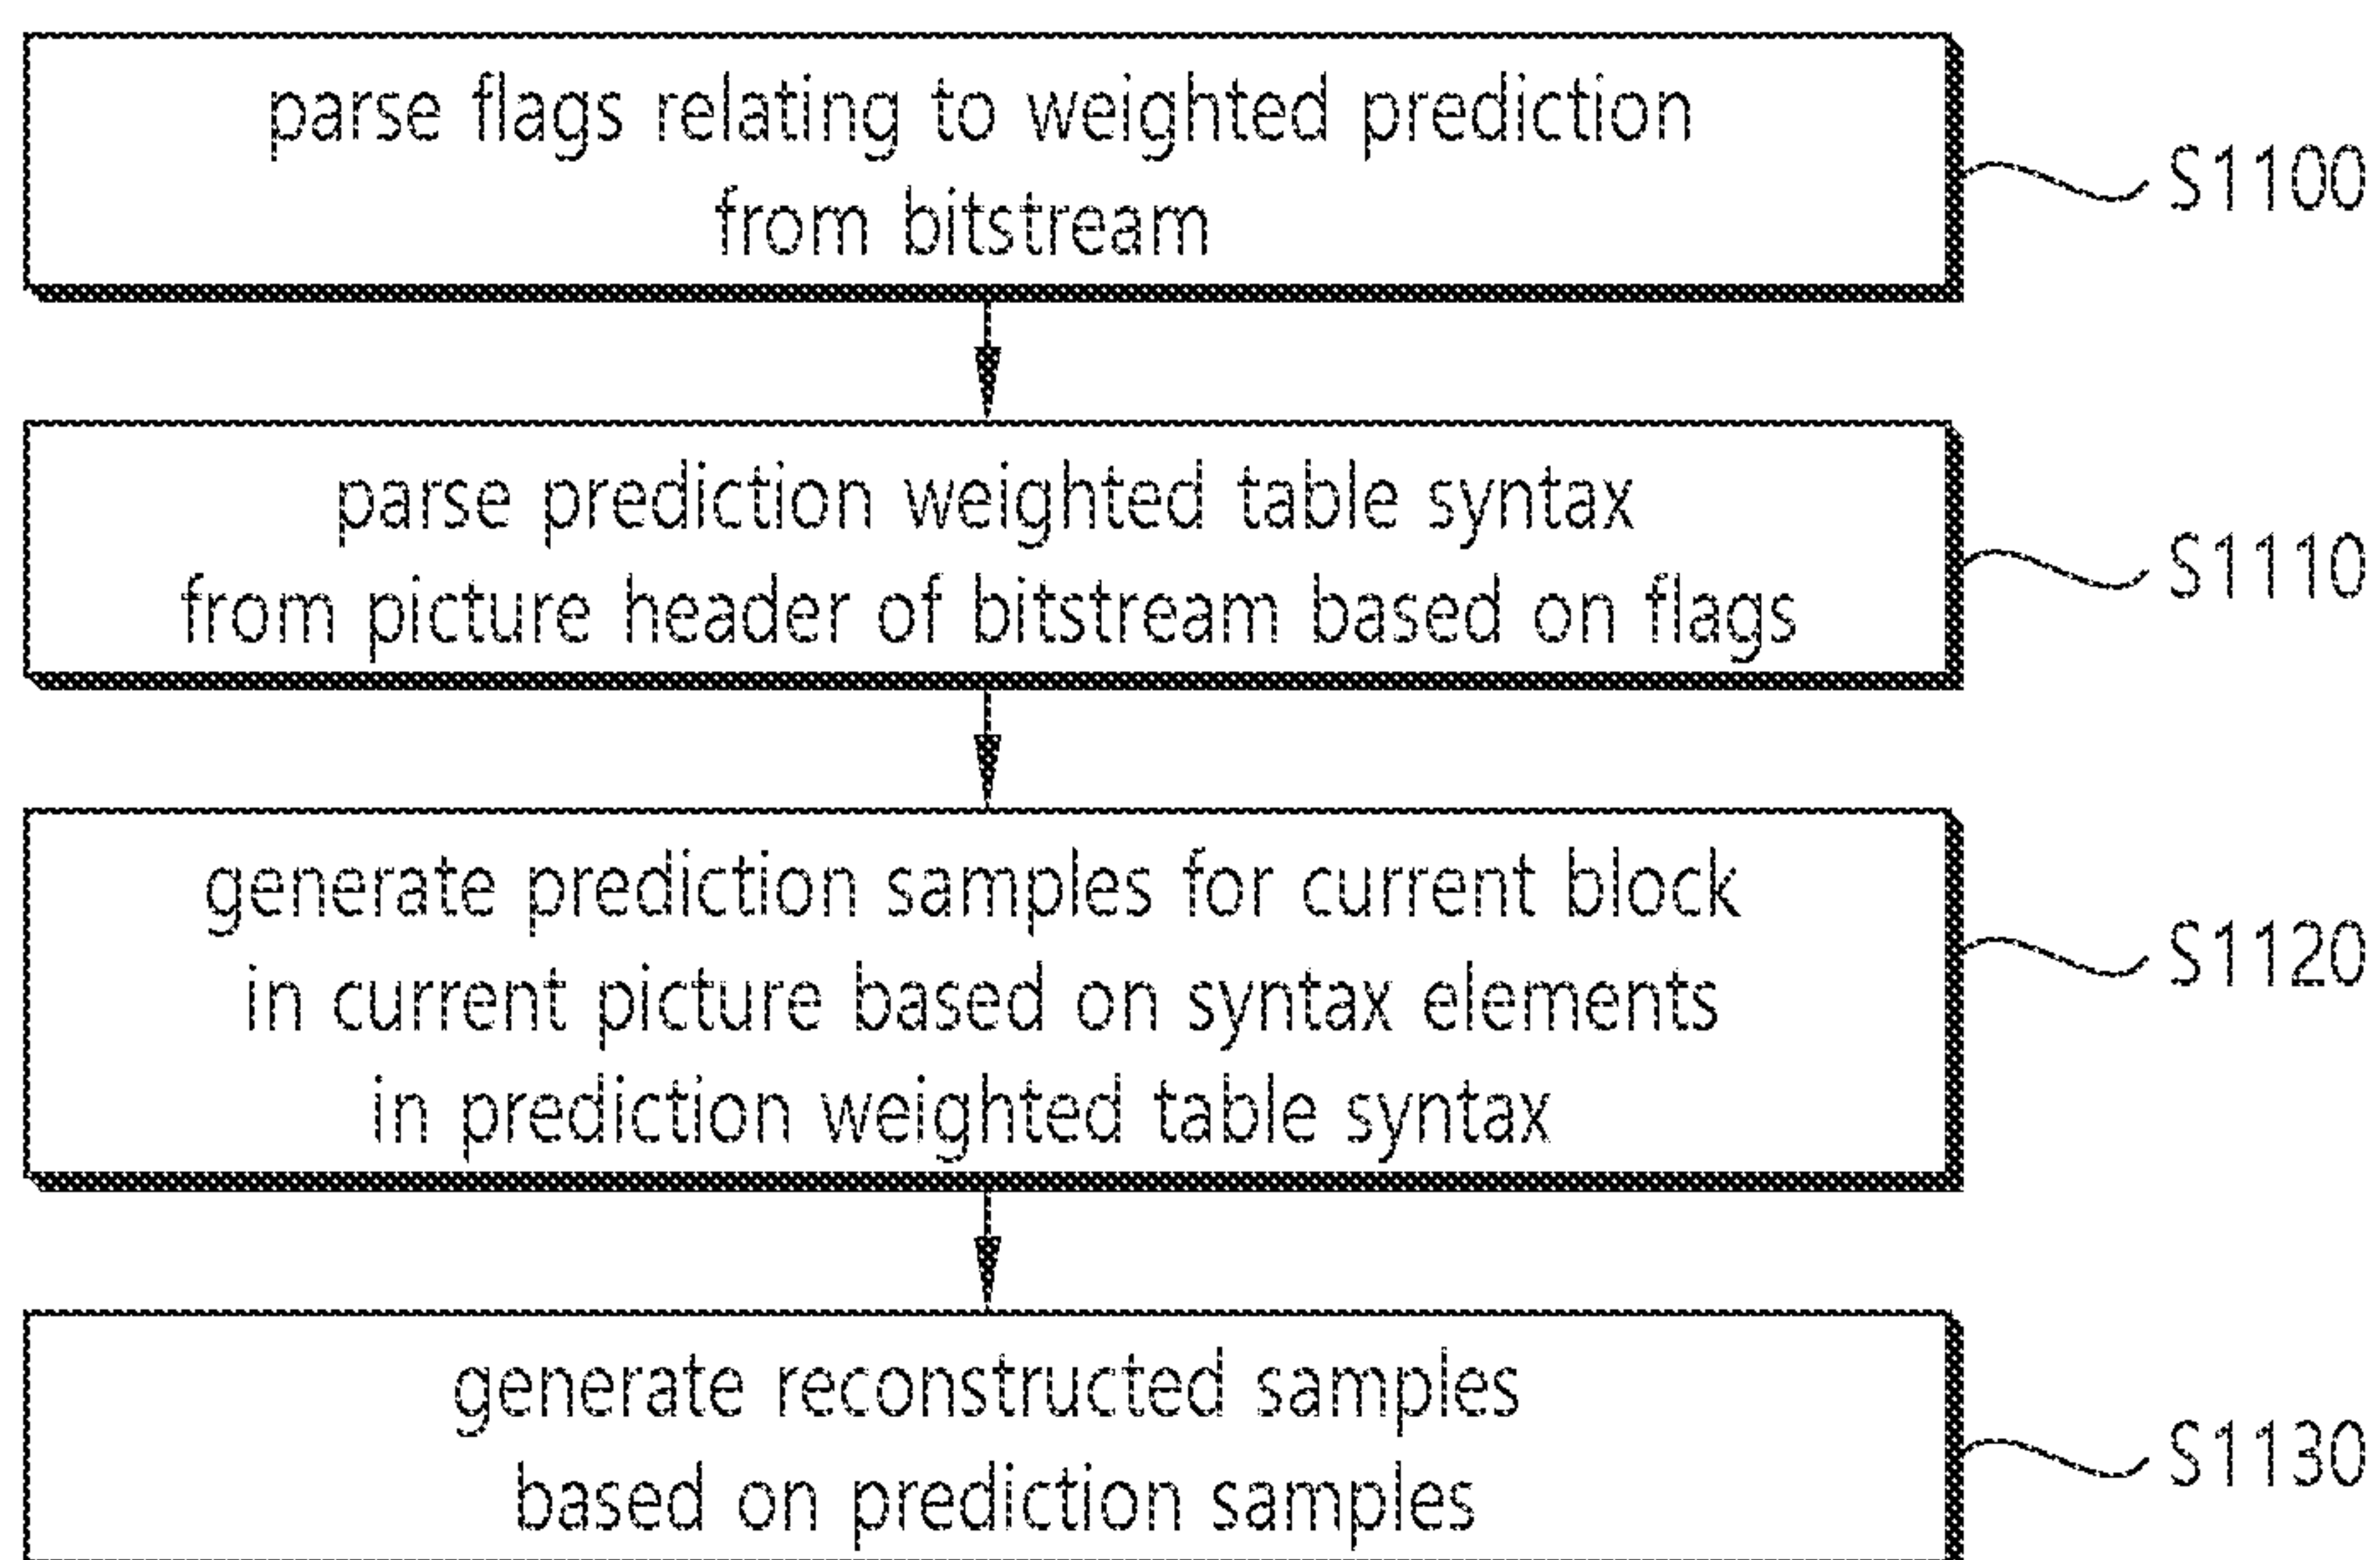 parse flags relating to weighted prediction
from bitstream
S1100
parse prediction weighted table syntax
from picture header of bitstream based on flags
S1110
generate prediction samples for current block
in current picture based on syntax elements
in prediction weighted table syntax
S1120
generate reconstructed samples
based on prediction samples
S1130